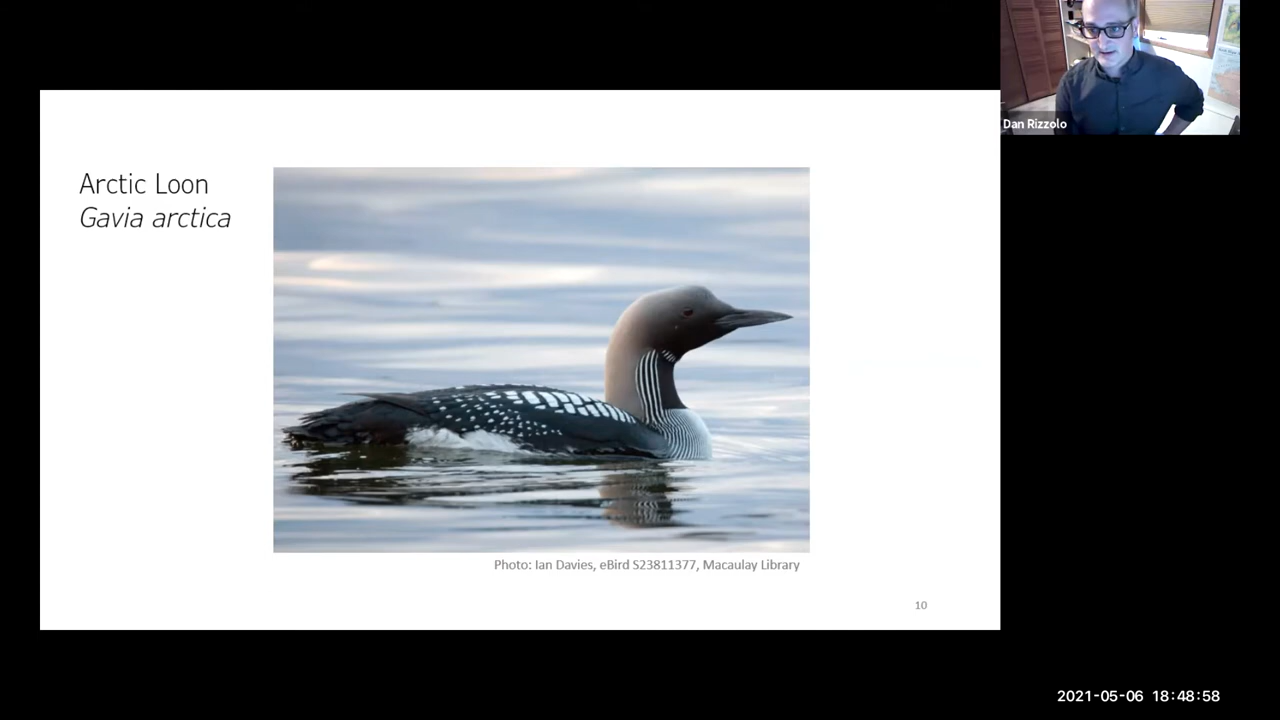 Dan Rizzolo
Arctic Loon
Gavia arctica
Photo: Ian Davies, eBird S23811377, Macaulay Library
10
2021-05-06 18:48:58